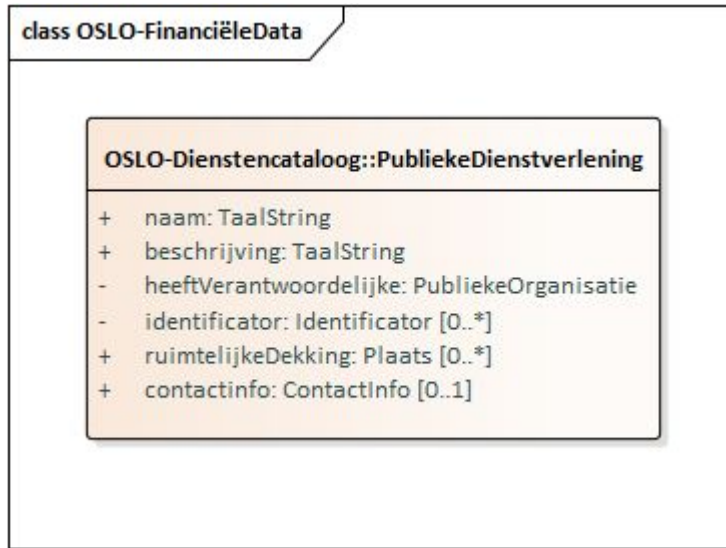 class OSLO-FinanciëleData
OSLO-Dienstencataloog::PubliekeDienstverlening
+ naam: TaalString
+ beschrijving: TaalString
- heeftVerantwoordelijke: PubliekeOrganisatie
- identificator: Identificator [0..*]
+ ruimtelijkeDekking: Plaats [0..*]
+ contactinfo: ContactInfo [0..1]